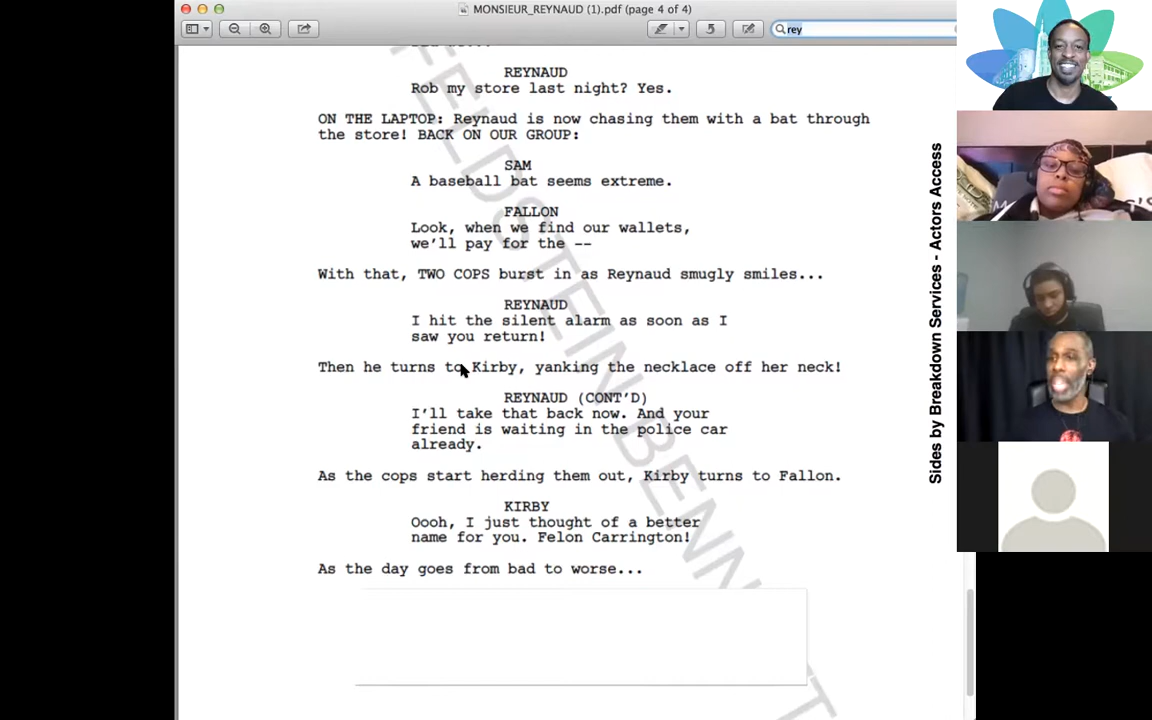 MONSIEUR_REYNAUD (1).pdf (page 4 of 4)
rey
REYNAUD
Rob my store last night? Yes.
ON THE LAPTOP: Reynaud is now chasing them with a bat through
the store! BACK ON OUR GROUP:
SAM
A baseball bat seems extreme.
FALLON
Look, when we find our wallets,
we'll pay for the --
With that, TWO COPS burst in as Reynaud smugly smiles...
REYNAUD
I hit the silent alarm as soon as I
saw you return!
Then he turns to Kirby, yanking the necklace off her neck!
REYNAUD (CONT'D)
I'll take that back now. And your
friend is waiting in the police car
already.
As the cops start herding them out, Kirby turns to Fallon.
KIRBY
Oooh, I just thought of a better
name for you. Felon Carrington!
As the day goes from bad to worse...
FELDSTEIN BENN
Sides by Breakdown Services - Actors Access